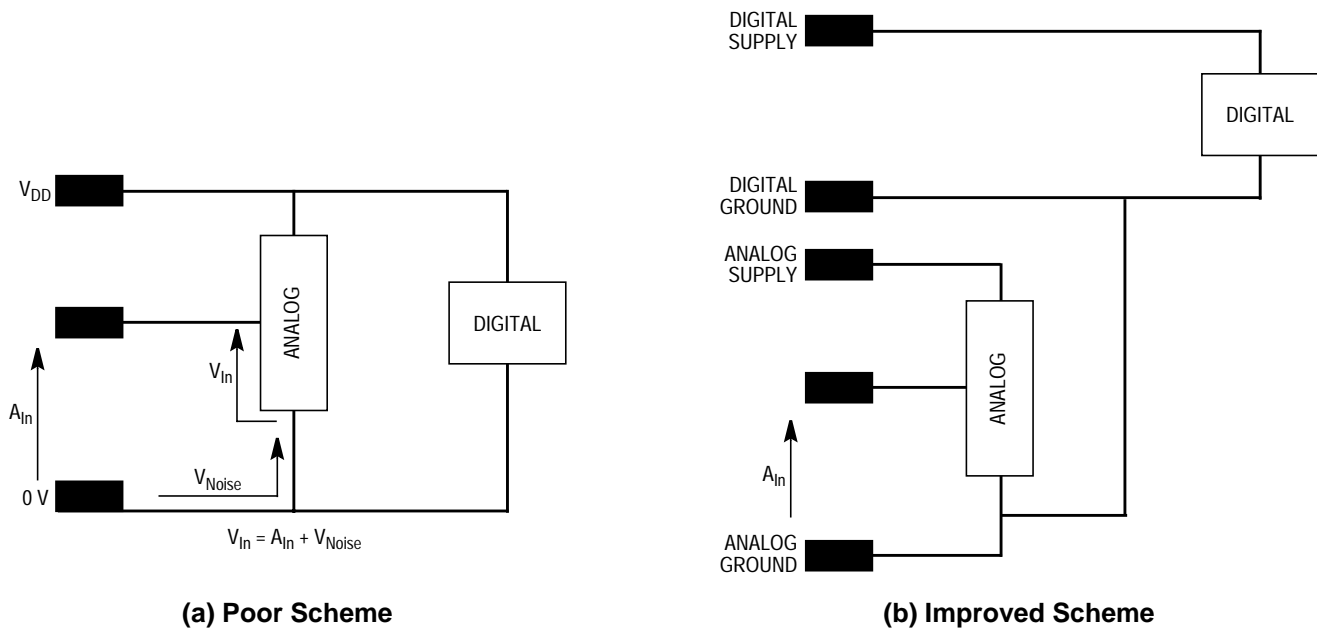 V_DD
ANALOG
DIGITAL
V_In
A_In
V_Noise
0 V
V_In = A_In + V_Noise
(a) Poor Scheme
DIGITAL
SUPPLY
DIGITAL
DIGITAL
GROUND
ANALOG
SUPPLY
ANALOG
A_In
ANALOG
GROUND
(b) Improved Scheme